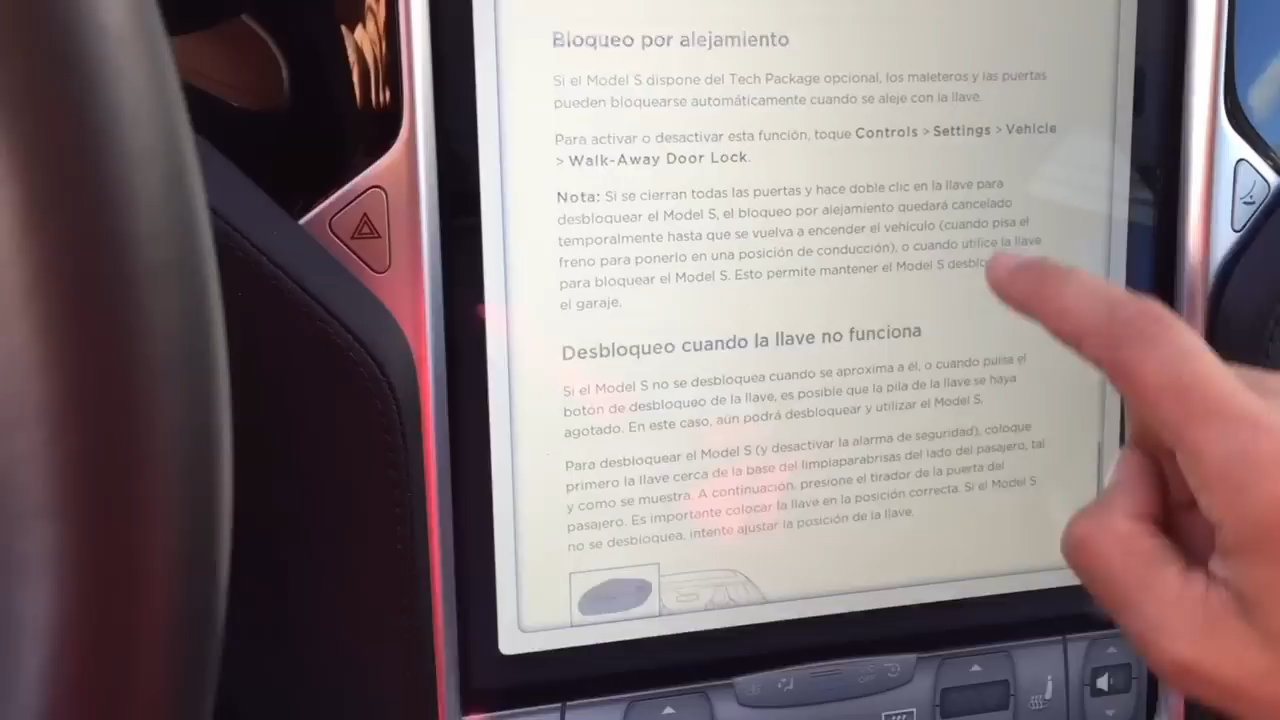 Bloqueo por alejamiento
Si el Model S dispone del Tech Package opcional, los maleteros y las puertas
pueden bloquearse automáticamente cuando se aleje con la llave.
Para activar o desactivar esta función, toque Controls > Settings > Vehicle
> Walk-Away Door Lock.
Nota: Si se cierran todas las puertas y hace doble clic en la llave para
desbloquear el Model S, el bloqueo por alejamiento quedará cancelado
temporalmente hasta que se vuelva a encender el vehículo (cuando pisa el
freno para ponerlo en una posición de conducción), o cuando utilice la llave
para bloquear el Model S. Esto permite mantener el Model S
el garaje.
Desbloqueo cuando la llave no funciona
Si el Model S no se desbloquea cuando se aproxima a él, o cuando pulsa el
botón de desbloqueo de la llave, es posible que la pila de la llave se haya
agotado. En este caso, aún podrá desbloquear y utilizar el Model S.
Para desbloquear el Model S (y desactivar la alarma de seguridad), coloque
primero la llave cerca de la base del limpiaparabrisas del lado del pasajero, tal
y como se muestra. A continuación, presione el tirador de la puerta del
pasajero. Es importante colocar la llave en la posición correcta. Si el Model S
no se desbloquea, intente ajustar la posición de la llave.